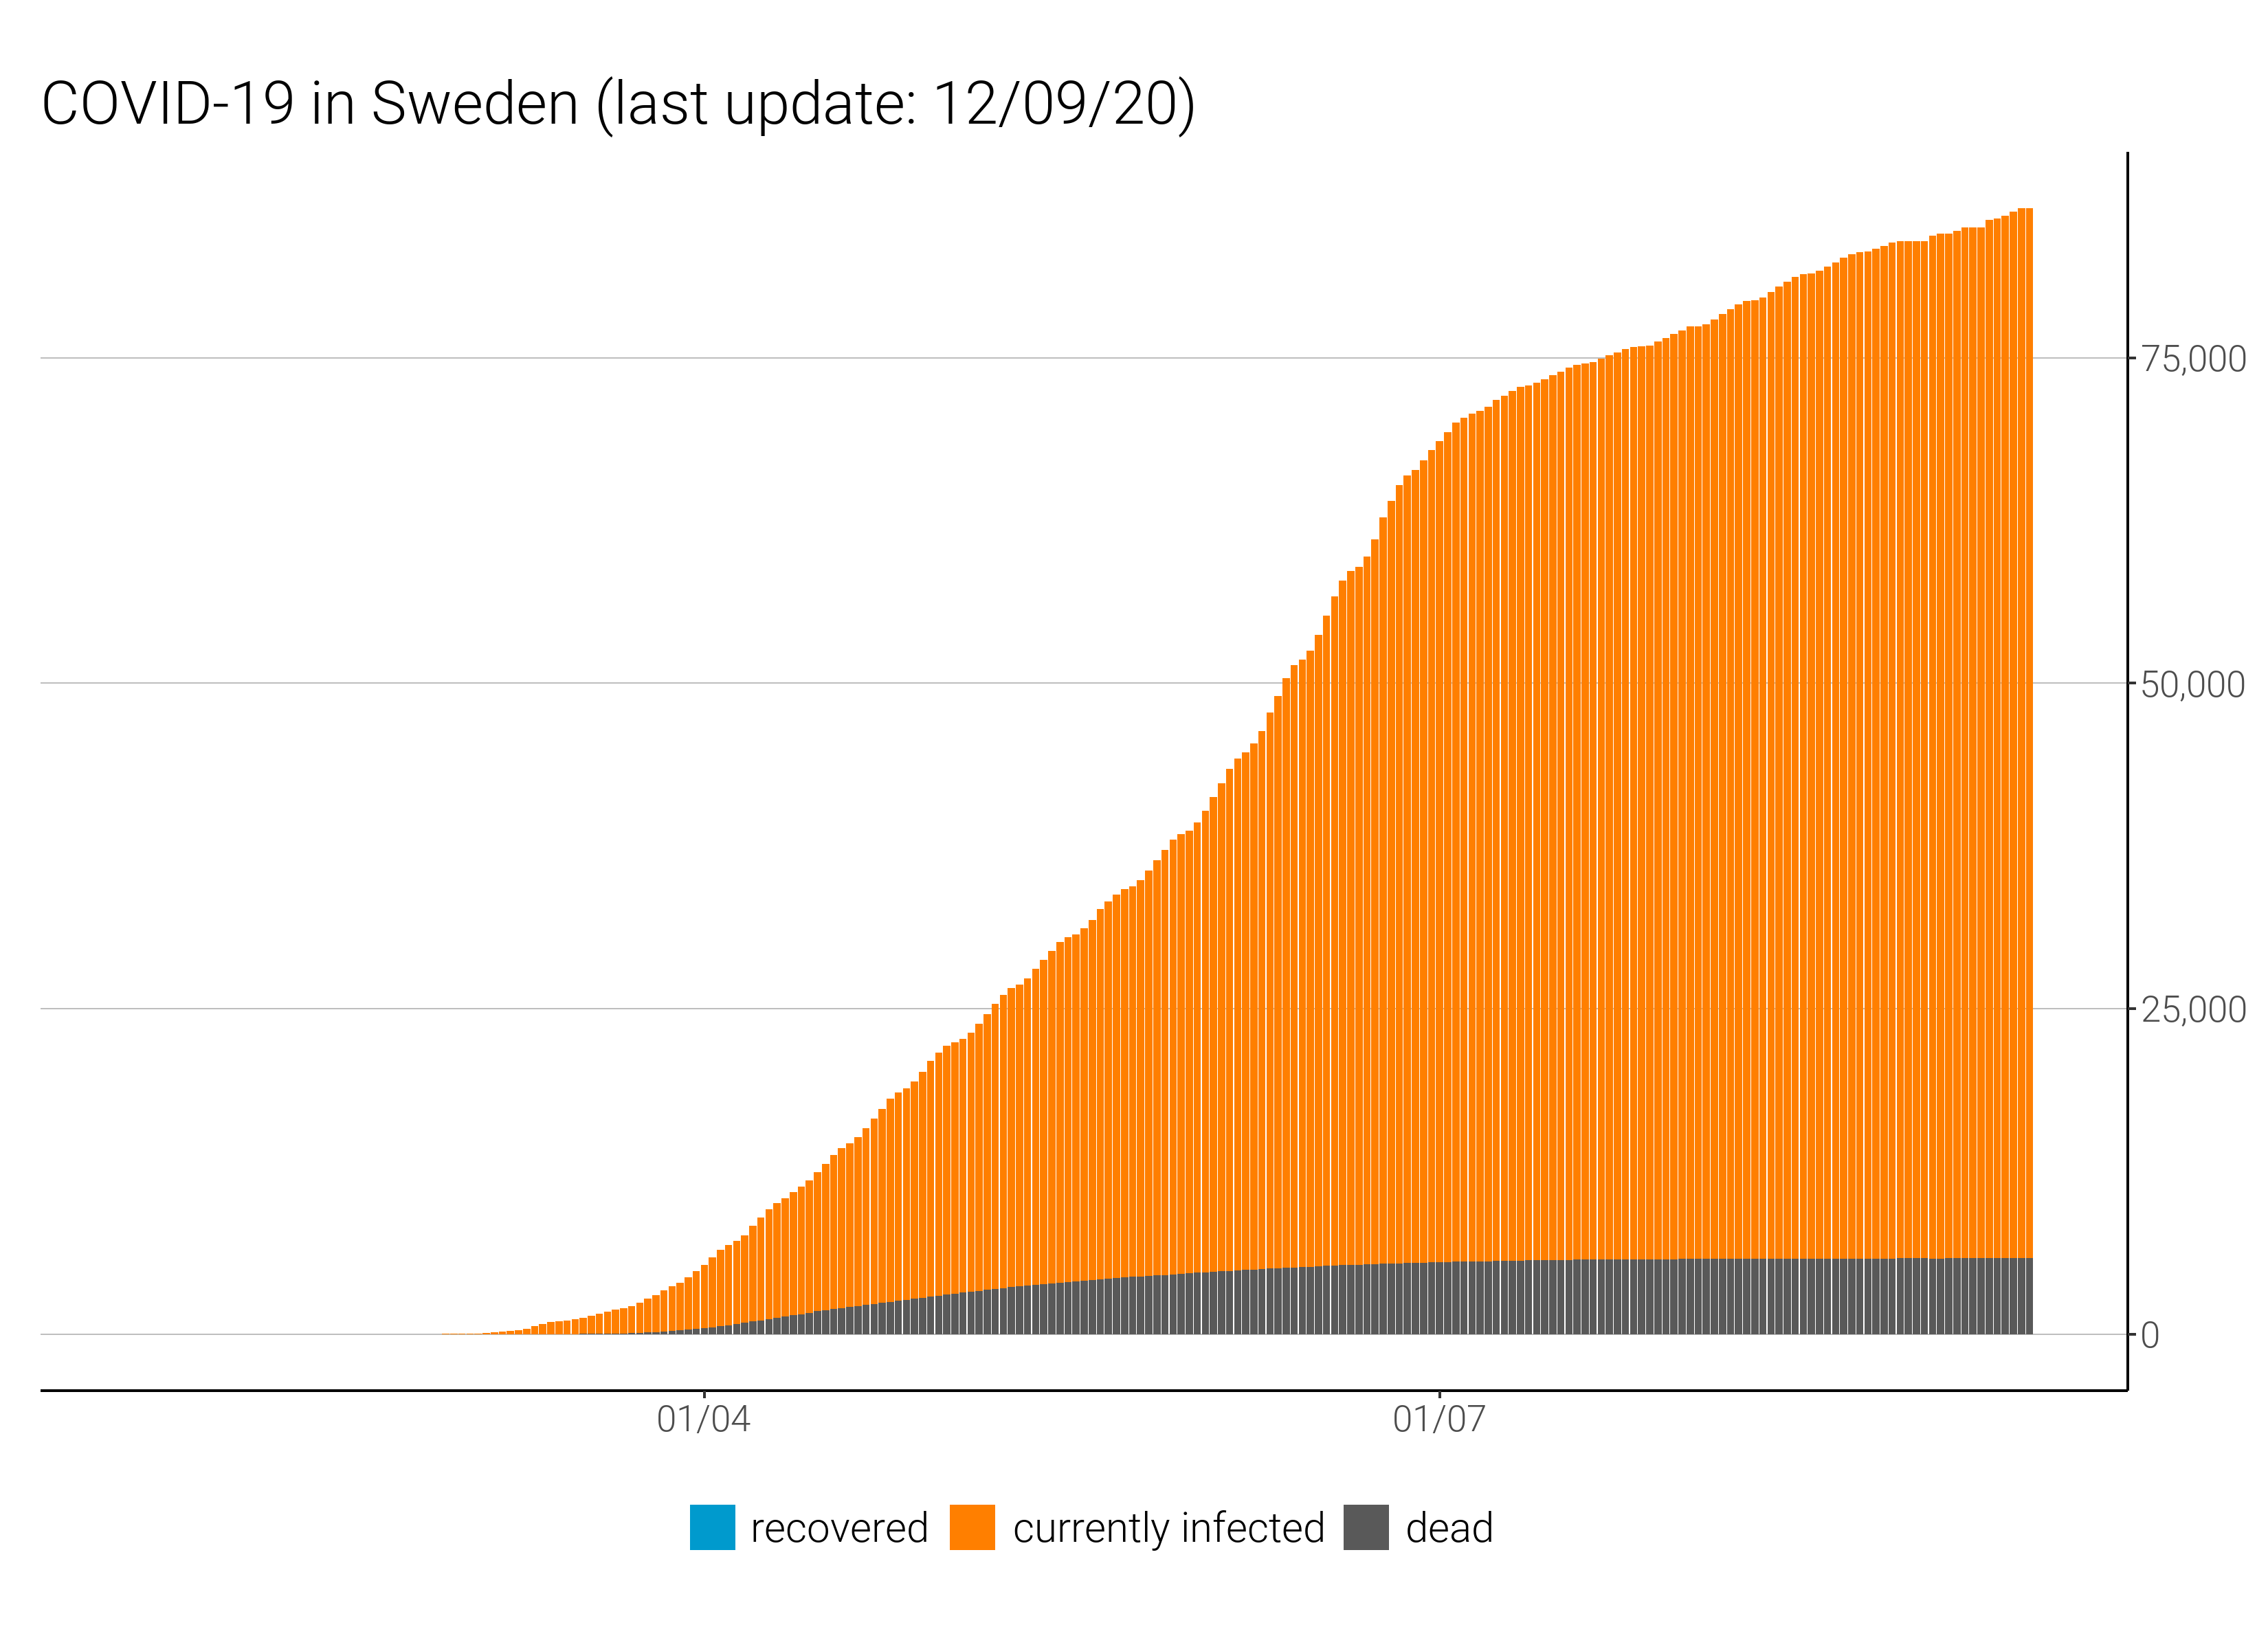 COVID-19 in Sweden (last update: 12/09/20)
75,000
50,000
25,000
0
01/04 01/07
recovered currently infected dead